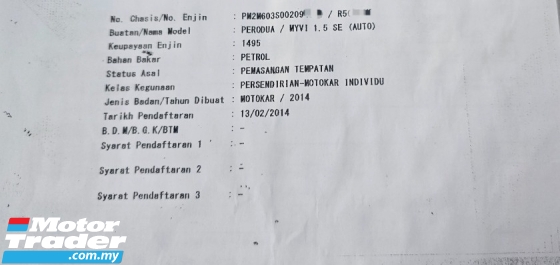 No. Chasis/No. Enjin : PM2M603S00209 / R5
Buatan/Nama Model : PERODUA / MYVI 1.5 SE (AUTO)
Keupayaan Enjin : 1495
Bahan Bakar : PETROL
Status Asal : PEMASANGAN TEMPATAN
Kelas Kegunaan : PERSENDIRIAN-MOTOKAR INDIVIDU
Jenis Badan/Tahun Dibuat : MOTOKAR / 2014
Tarikh Pendaftaran : 13/02/2014
B.D.M/B.G.K/BTM : -
Syarat Pendaftaran 1 : -
Syarat Pendaftaran 2 : -
Syarat Pendaftaran 3 : -
Motor
Trader
.com.my